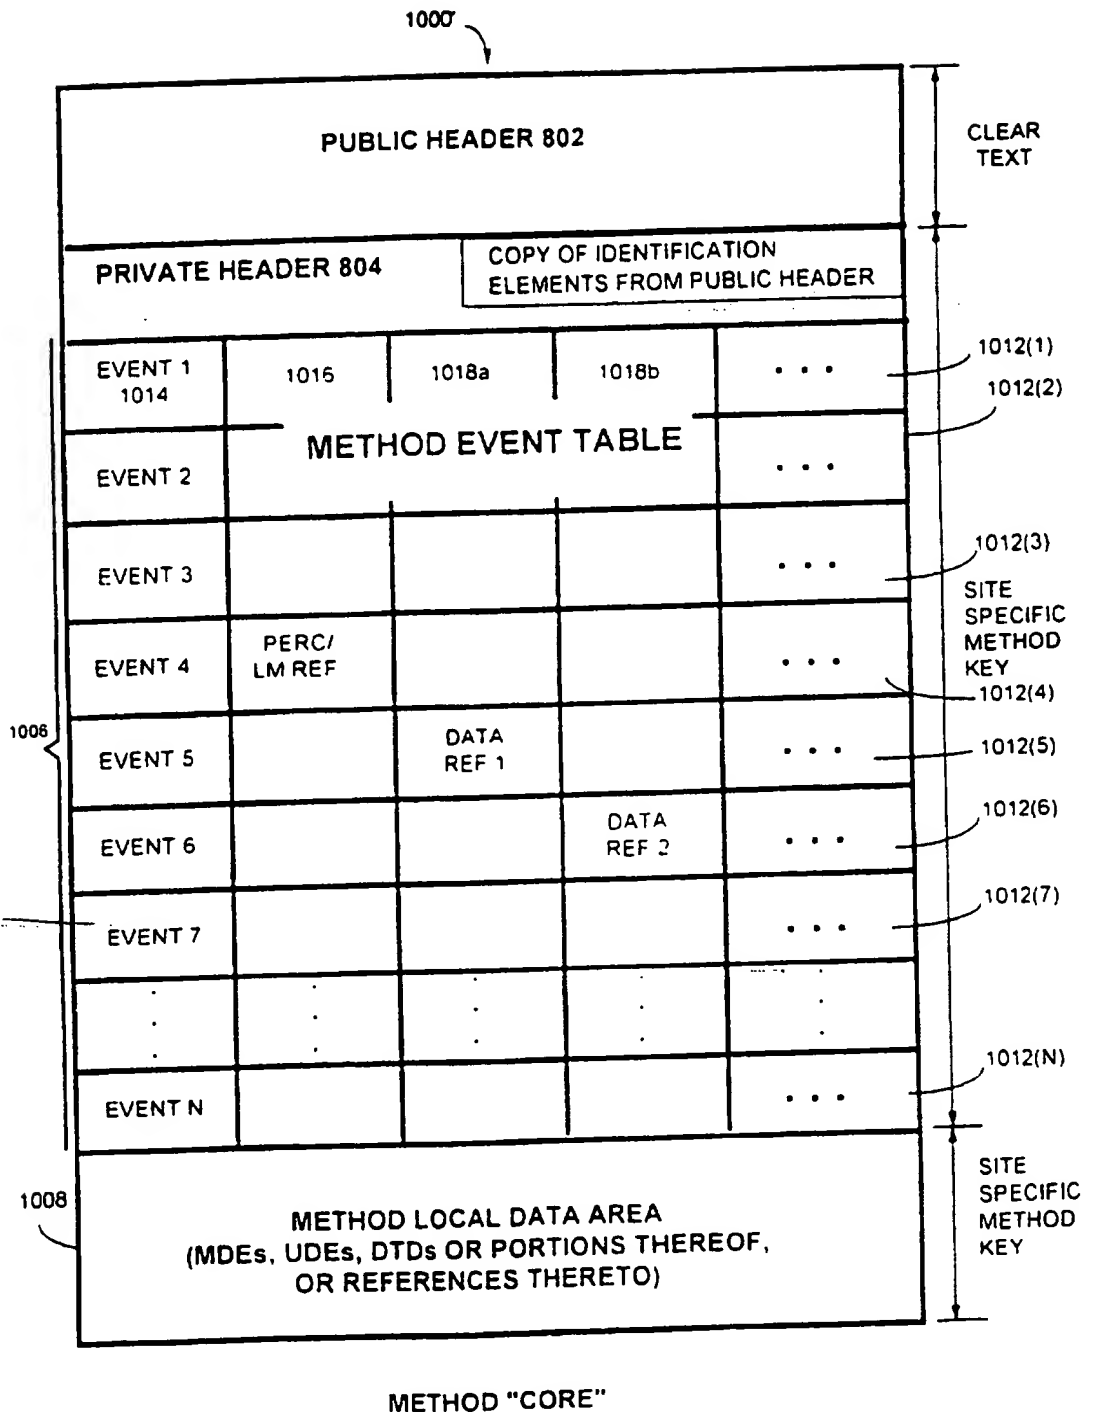 1000
PUBLIC HEADER 802
CLEAR
TEXT
PRIVATE HEADER 804
COPY OF IDENTIFICATION
ELEMENTS FROM PUBLIC HEADER
EVENT 1
1014
1016
1018a
1018b
• • •
1012(1)
1012(2)
METHOD EVENT TABLE
EVENT 2
• • •
EVENT 3
• • •
1012(3)
SITE
SPECIFIC
METHOD
KEY
EVENT 4
PERC/
LM REF
• • •
1012(4)
1006
EVENT 5
DATA
REF 1
• • •
1012(5)
EVENT 6
DATA
REF 2
• • •
1012(6)
EVENT 7
• • •
1012(7)
EVENT N
• • •
1012(N)
1008
METHOD LOCAL DATA AREA
(MDEs, UDEs, DTDs OR PORTIONS THEREOF,
OR REFERENCES THERETO)
SITE
SPECIFIC
METHOD
KEY
METHOD "CORE"